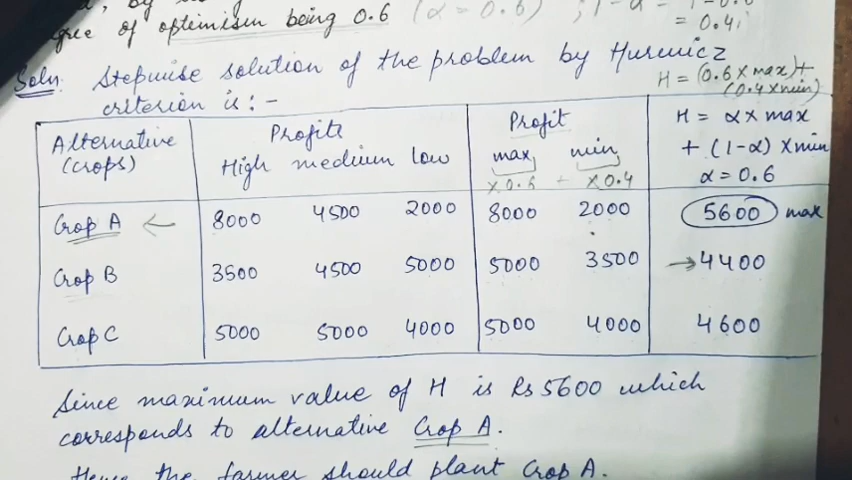 gree of optimism being 0.6 (α = 0.6) ; 1-α =
= 0.4
Soln. Stepwise solution of the problem by Hurwicz
criterion is :-
H = (0.6 × max) +
(0.4 × min)
Alternative Profits Profit H = α × max
(crops) High medium low max min + (1-α) × min
×0.6 + ×0.4 α = 0.6
Crop A ← 8000 4500 2000 8000 2000 5600 max
Crop B 3500 4500 5000 5000 3500 → 4400
Crop C 5000 5000 4000 5000 4000 4600
Since maximum value of H is Rs 5600 which
corresponds to alternative Crop A.
Hence the farmer should plant Crop A.